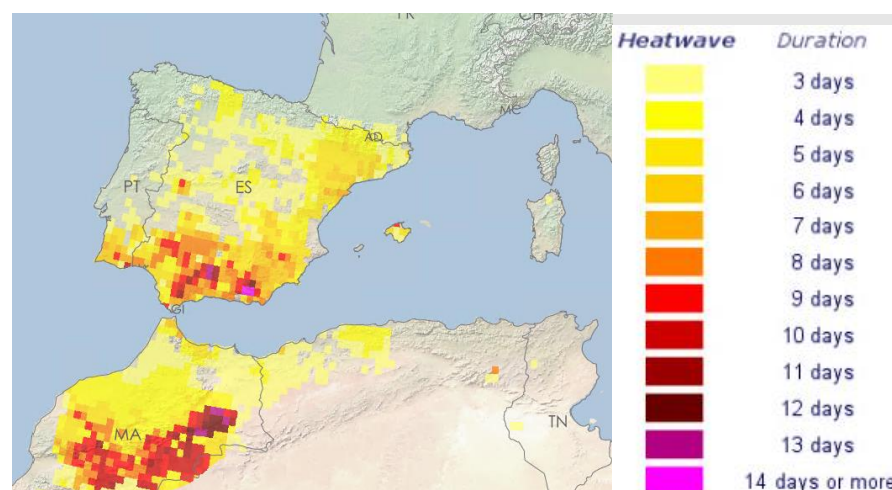 FR
CH
MC
AD
PT
ES
GI
MA
TN
Heatwave Duration
3 days
4 days
5 days
6 days
7 days
8 days
9 days
10 days
11 days
12 days
13 days
14 days or more